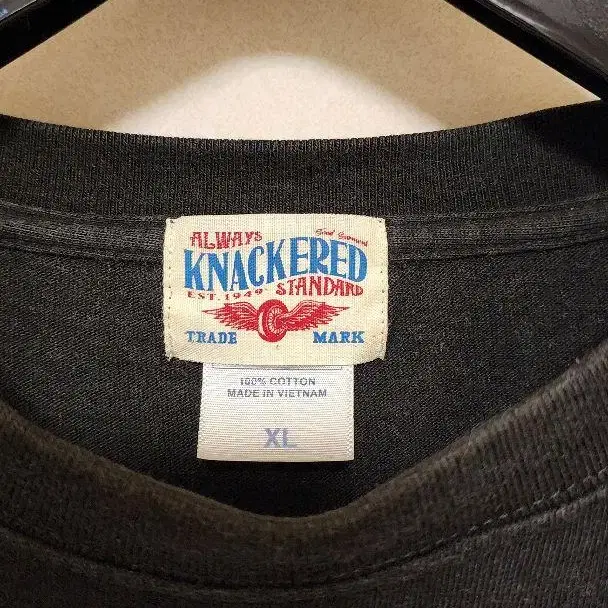 ALWAYS
KNACKERED
EST. 1949 STANDARD
TRADE MARK
100% COTTON
MADE IN VIETNAM
XL